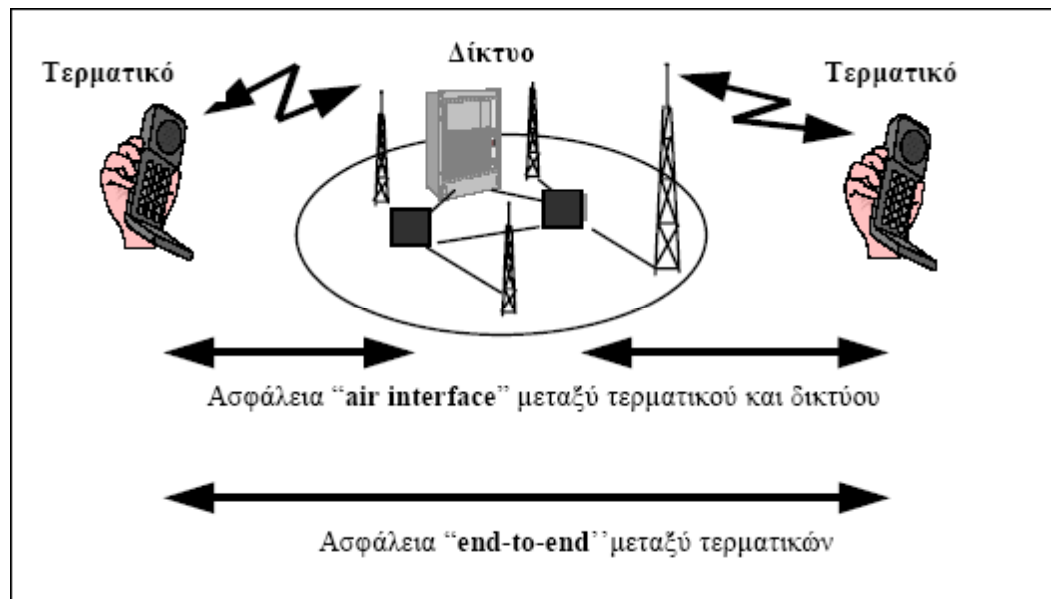 Δίκτυο
Τερματικό
Τερματικό
Ασφάλεια “air interface” μεταξύ τερματικού και δικτύου
Ασφάλεια “end-to-end’’μεταξύ τερματικών